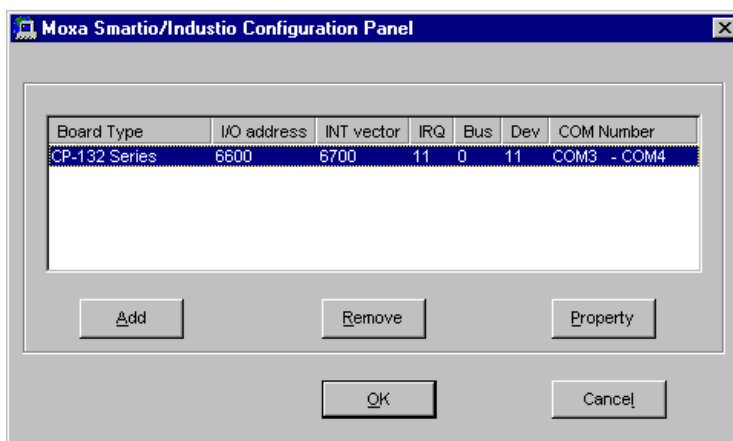 Moxa Smartio/Industio Configuration Panel
Board Type I/O address INT vector IRQ Bus Dev COM Number
CP-132 Series 6600 6700 11 0 11 COM3 - COM4
Add Remove Property
OK Cancel